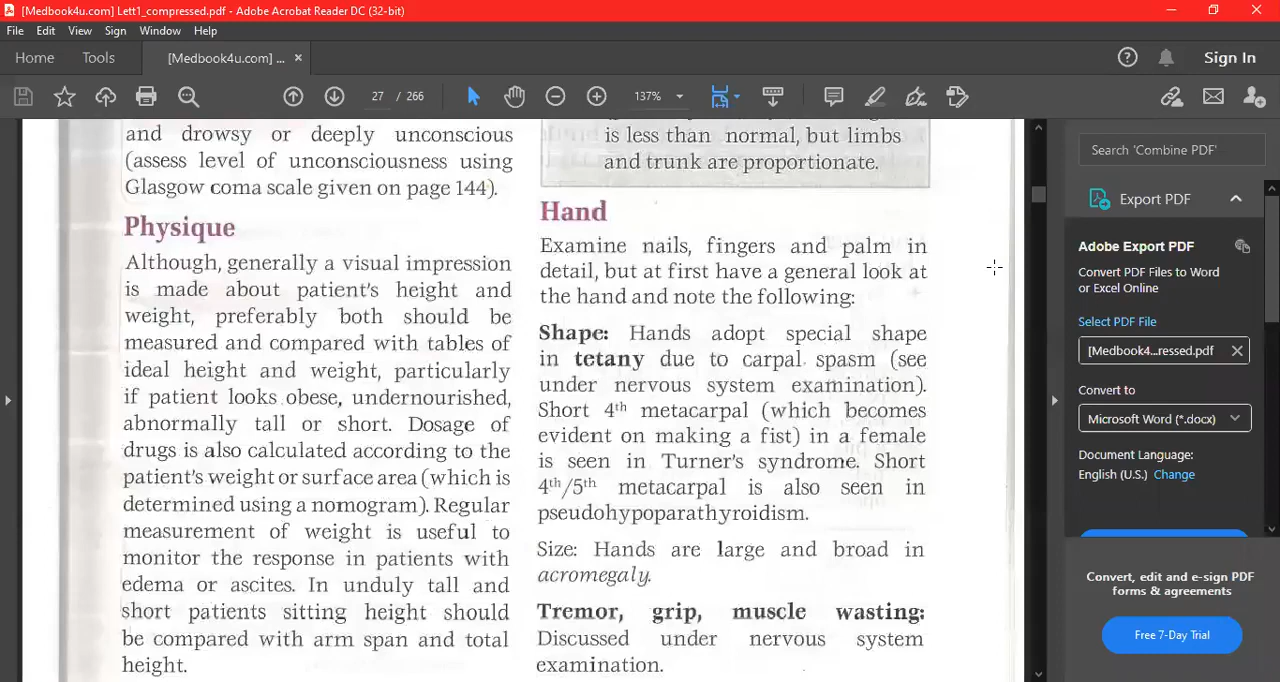 [Medbook4u.com] Lett1_compressed.pdf - Adobe Acrobat Reader DC (32-bit)
File Edit View Sign Window Help
Home Tools [Medbook4u.com] ... × Sign In
27 / 266 137%
and drowsy or deeply unconscious
(assess level of unconsciousness using
Glasgow coma scale given on page 144).
Physique
Although, generally a visual impression
is made about patient's height and
weight, preferably both should be
measured and compared with tables of
ideal height and weight, particularly
if patient looks obese, undernourished,
abnormally tall or short. Dosage of
drugs is also calculated according to the
patient's weight or surface area (which is
determined using a nomogram). Regular
measurement of weight is useful to
monitor the response in patients with
edema or ascites. In unduly tall and
short patients sitting height should
be compared with arm span and total
height.
is less than normal, but limbs
and trunk are proportionate.
Hand
Examine nails, fingers and palm in
detail, but at first have a general look at
the hand and note the following:
Shape: Hands adopt special shape
in tetany due to carpal spasm (see
under nervous system examination).
Short 4th metacarpal (which becomes
evident on making a fist) in a female
is seen in Turner's syndrome. Short
4th/5th metacarpal is also seen in
pseudohypoparathyroidism.
Size: Hands are large and broad in
acromegaly.
Tremor, grip, muscle wasting:
Discussed under nervous system
examination.
Search 'Combine PDF'
Export PDF
Adobe Export PDF
Convert PDF Files to Word
or Excel Online
Select PDF File
[Medbook4...ressed.pdf
Convert to
Microsoft Word (*.docx)
Document Language:
English (U.S.) Change
Convert, edit and e-sign PDF
forms & agreements
Free 7-Day Trial